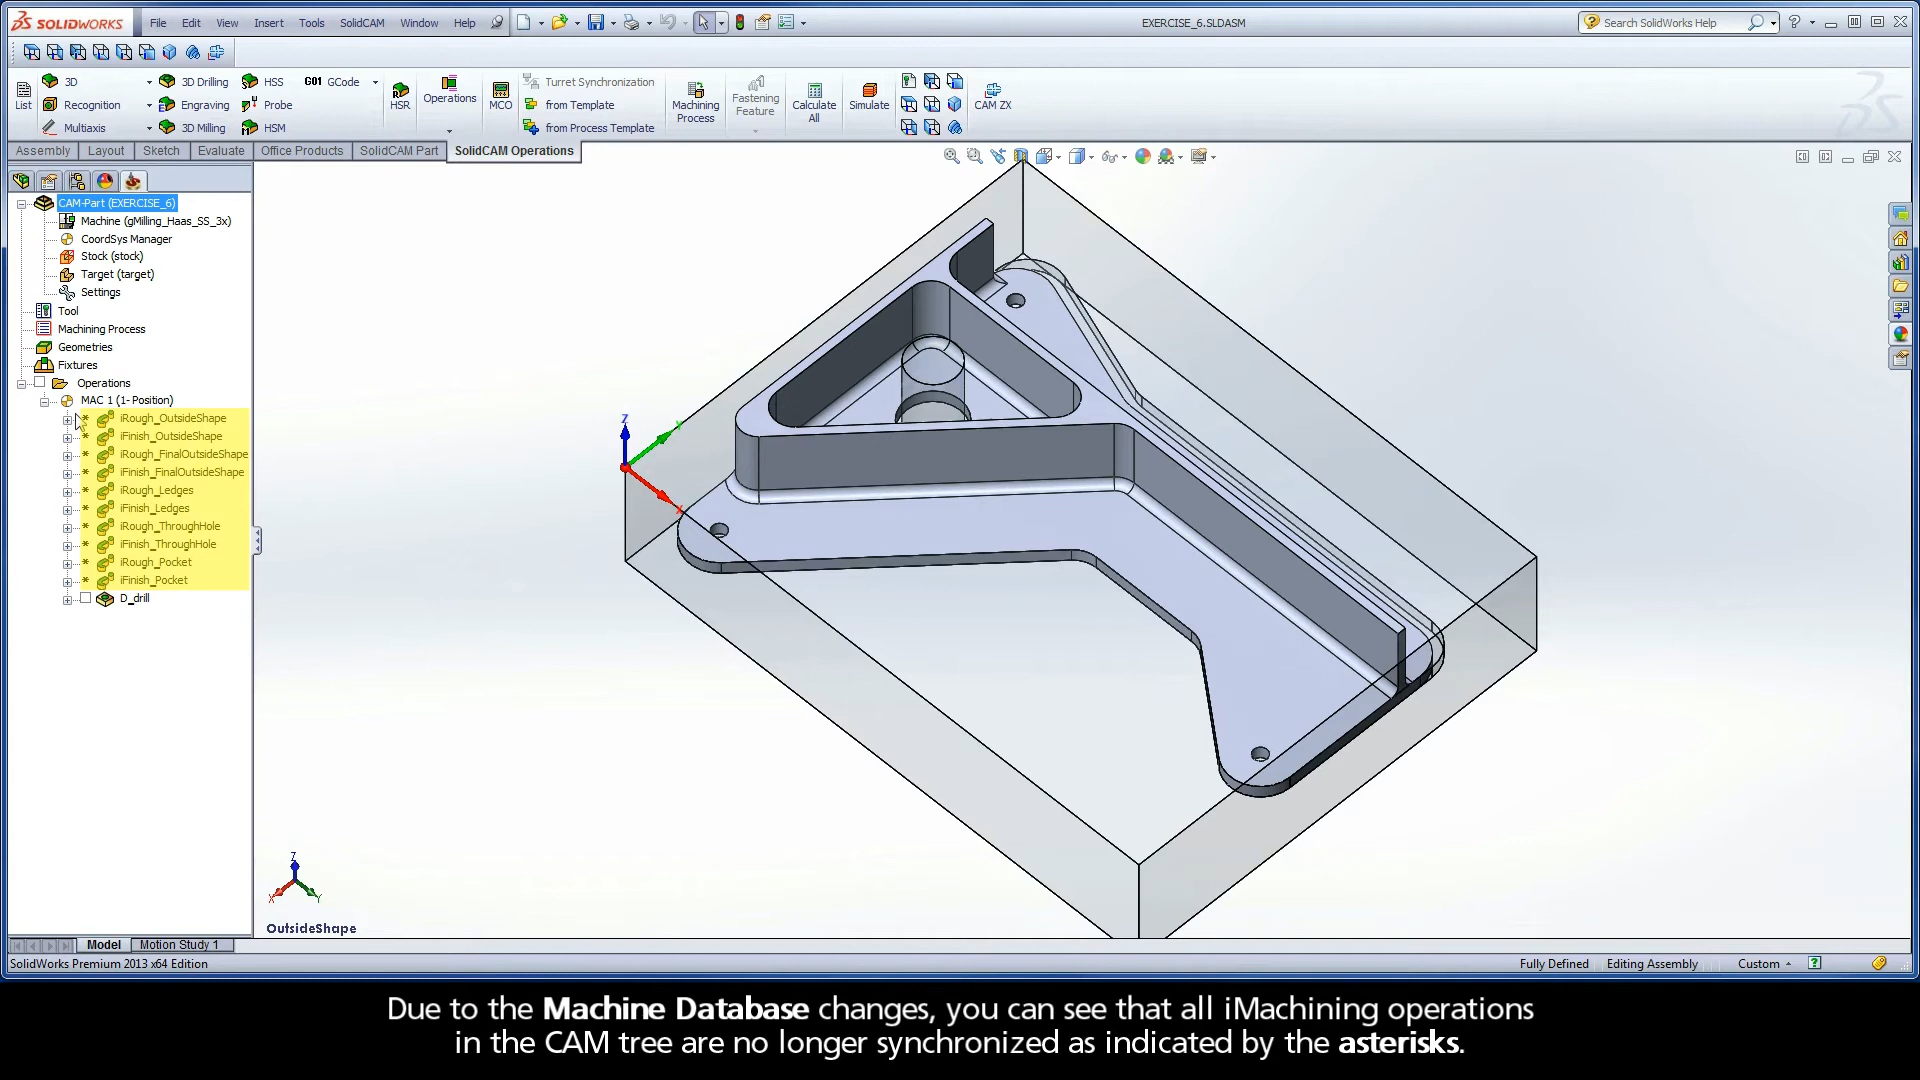 SOLIDWORKS File Edit View Insert Tools SolidCAM Window Help EXERCISE_6.SLDASM Search SolidWorks Help
3D 3D Drilling HSS G01 GCode Turret Synchronization
List Recognition Engraving Probe HSR Operations MCO from Template Machining Process Fastening Feature Calculate All Simulate CAM ZX
Multiaxis 3D Milling HSM from Process Template
Assembly Layout Sketch Evaluate Office Products SolidCAM Part SolidCAM Operations
CAM-Part (EXERCISE_6)
Machine (gMilling_Haas_SS_3x)
CoordSys Manager
Stock (stock)
Target (target)
Settings
Tool
Machining Process
Geometries
Fixtures
Operations
MAC 1 (1- Position)
* iRough_OutsideShape
* iFinish_OutsideShape
* iRough_FinalOutsideShape
* iFinish_FinalOutsideShape
* iRough_Ledges
* iFinish_Ledges
* iRough_ThroughHole
* iFinish_ThroughHole
* iRough_Pocket
* iFinish_Pocket
D_drill
Z
Y
X
Z
X Y
OutsideShape
Model Motion Study 1
SolidWorks Premium 2013 x64 Edition Fully Defined Editing Assembly Custom
Due to the Machine Database changes, you can see that all iMachining operations
in the CAM tree are no longer synchronized as indicated by the asterisks.